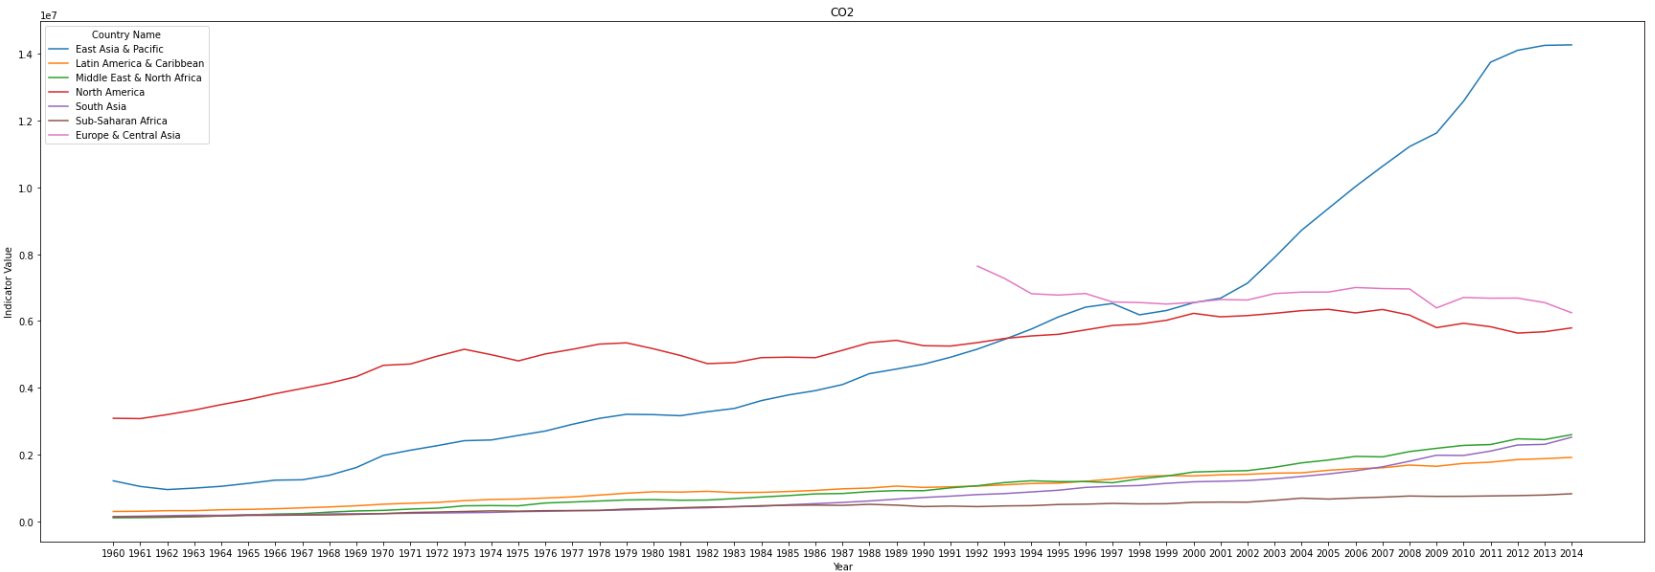 CO2
1e7
Country Name
East Asia & Pacific
Latin America & Caribbean
Middle East & North Africa
North America
South Asia
Sub-Saharan Africa
Europe & Central Asia
Indicator Value
1.4
1.2
1.0
0.8
0.6
0.4
0.2
0.0
1960 1961 1962 1963 1964 1965 1966 1967 1968 1969 1970 1971 1972 1973 1974 1975 1976 1977 1978 1979 1980 1981 1982 1983 1984 1985 1986 1987 1988 1989 1990 1991 1992 1993 1994 1995 1996 1997 1998 1999 2000 2001 2002 2003 2004 2005 2006 2007 2008 2009 2010 2011 2012 2013 2014
Year